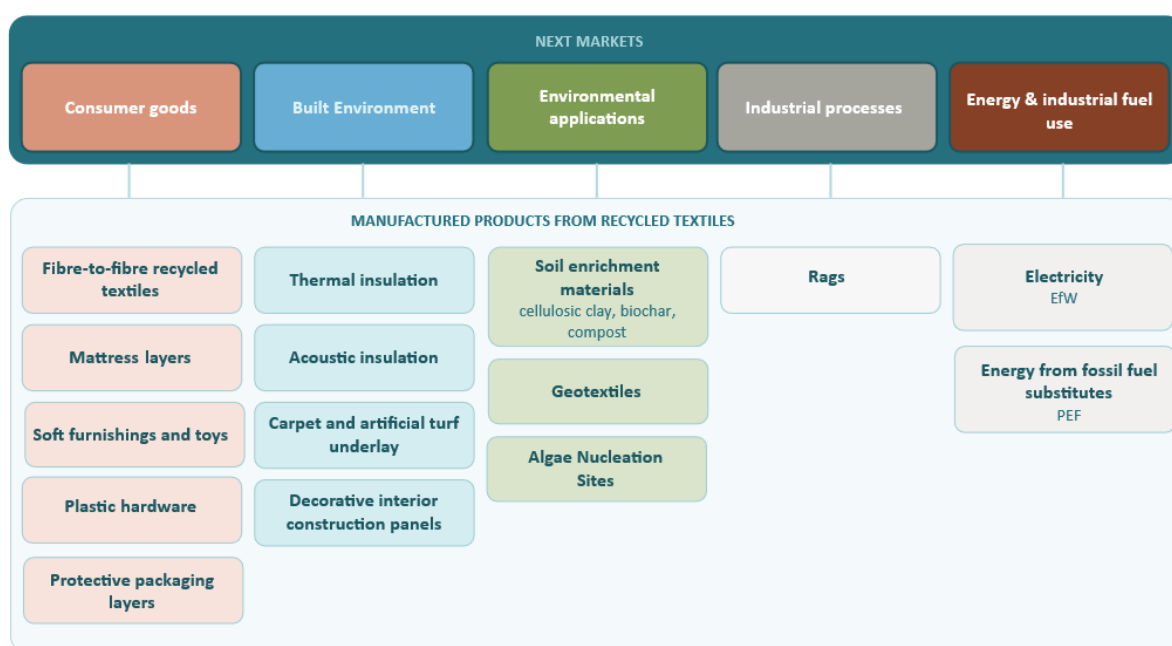 NEXT MARKETS
Consumer goods
Built Environment
Environmental
applications
Industrial processes
Energy & industrial fuel
use
MANUFACTURED PRODUCTS FROM RECYCLED TEXTILES
Fibre-to-fibre recycled
textiles
Mattress layers
Soft furnishings and toys
Plastic hardware
Protective packaging
layers
Thermal insulation
Acoustic insulation
Carpet and artificial turf
underlay
Decorative interior
construction panels
Soil enrichment
materials
cellulosic clay, biochar,
compost
Geotextiles
Algae Nucleation
Sites
Rags
Electricity
EfW
Energy from fossil fuel
substitutes
PEF